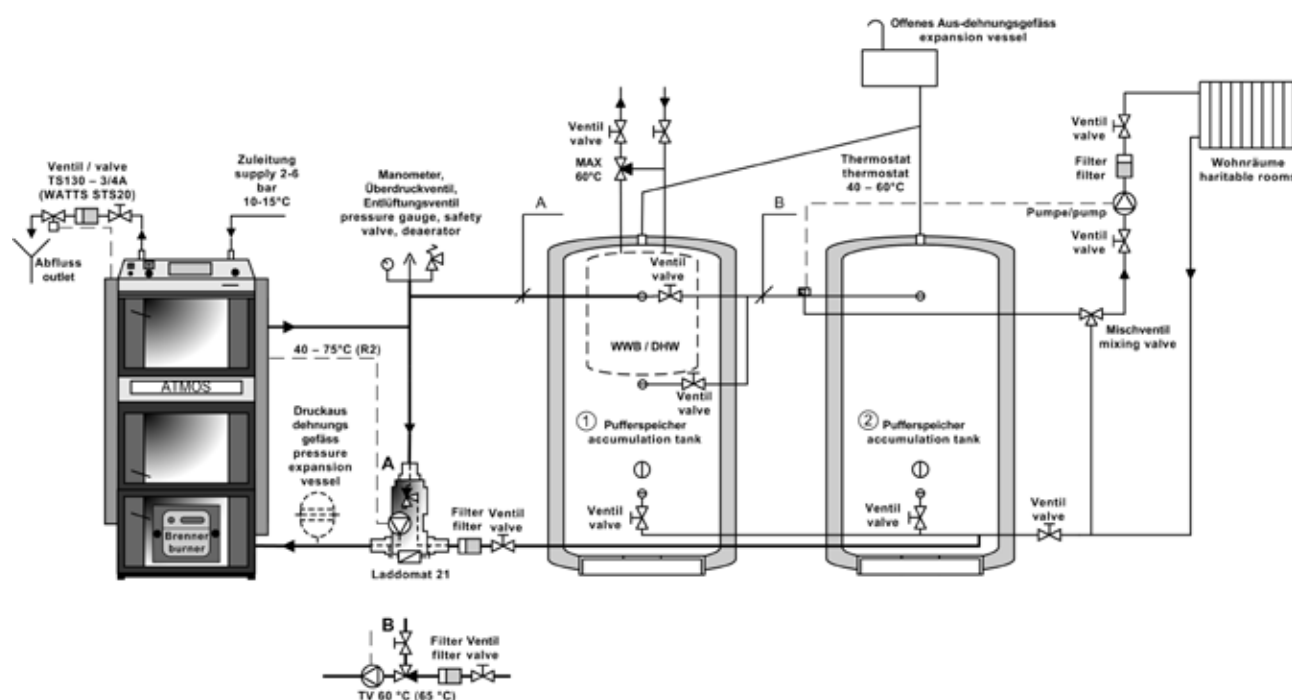 Offenes Aus-dehnungsgefäss
expansion vessel
Ventil / valve
TS130 – 3/4A
(WATTS STS20)
Zuleitung
supply 2-6
bar
10-15°C
Manometer,
Überdruckventil,
Entlüftungsventil
pressure gauge, safety
valve, deaerator
Ventil
valve
MAX
60°C
Thermostat
thermostat
40 – 60°C
Ventil
valve
Filter
filter
Pumpe/pump
Ventil
valve
Wohnräume
haritable rooms
A
B
Abfluss
outlet
Ventil
valve
WWB / DHW
Mischventil
mixing valve
40 – 75°C (R2)
ATMOS
Ventil
valve
Druckaus
dehnungs
gefäss
pressure
expansion
vessel
1 Pufferspeicher
accumulation tank
2 Pufferspeicher
accumulation tank
A
Filter
filter
Ventil
valve
Ventil
valve
Ventil
valve
Ventil
valve
Brenner
burner
Laddomat 21
B
Filter Ventil
filter valve
TV 60 °C (65 °C)